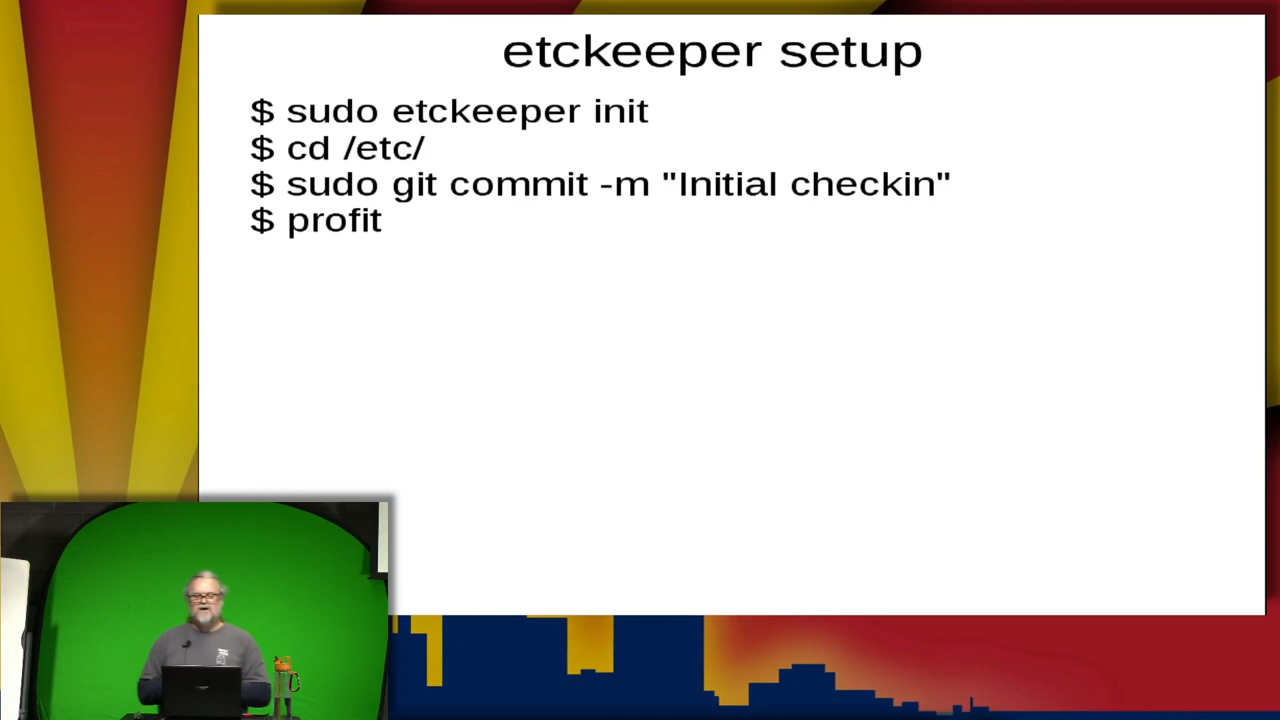 etckeeper setup
$ sudo etckeeper init
$ cd /etc/
$ sudo git commit -m "Initial checkin"
$ profit